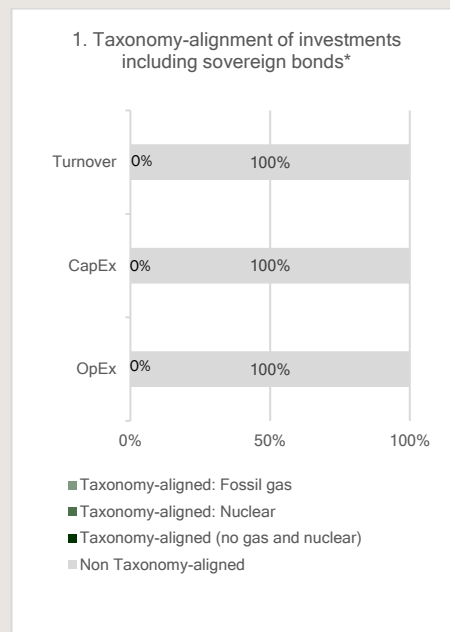 1. Taxonomy-alignment of investments
including sovereign bonds*
Turnover 0% 100%
CapEx 0% 100%
OpEx 0% 100%
0% 50% 100%
Taxonomy-aligned: Fossil gas
Taxonomy-aligned: Nuclear
Taxonomy-aligned (no gas and nuclear)
Non Taxonomy-aligned